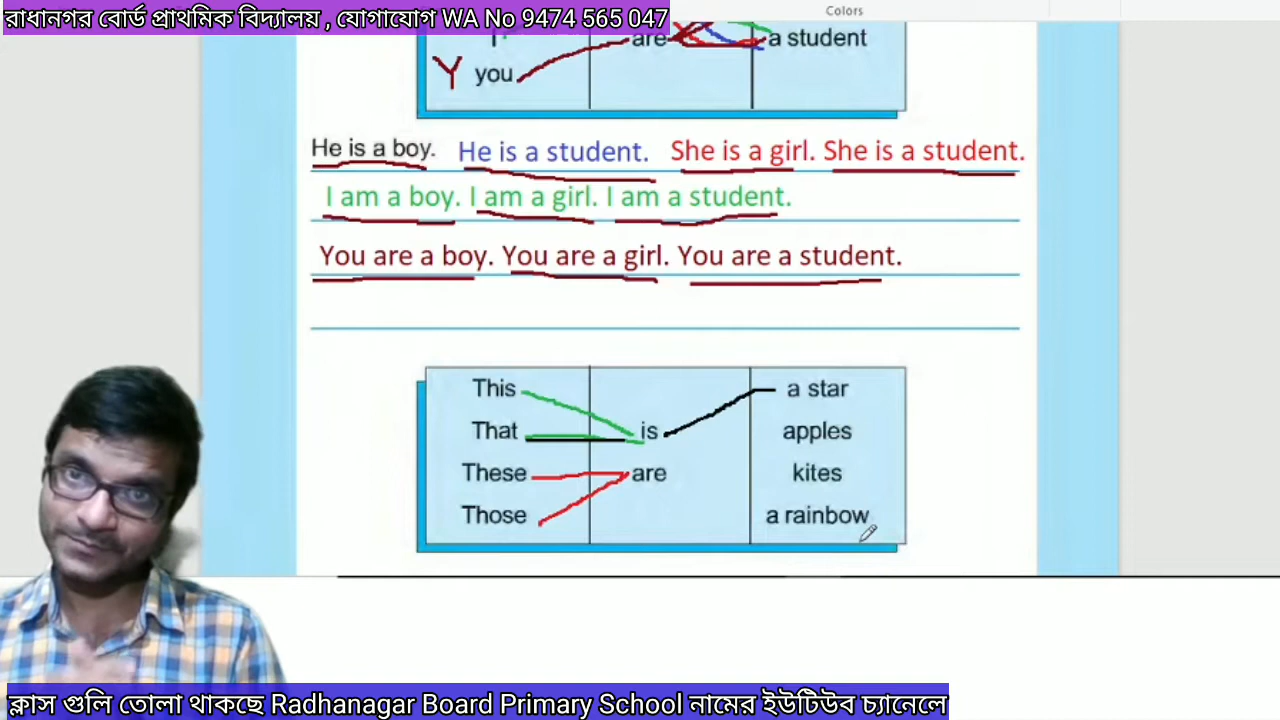 রাধানগর বোর্ড প্রাথমিক বিদ্যালয় , যোগাযোগ WA No 9474 565 047
Colors
are a student
Y you
He is a boy. He is a student. She is a girl. She is a student.
I am a boy. I am a girl. I am a student.
You are a boy. You are a girl. You are a student.
This a star
That is apples
These are kites
Those a rainbow
ক্লাস গুলি তোলা থাকছে Radhanagar Board Primary School নামের ইউটিউব চ্যানেলে